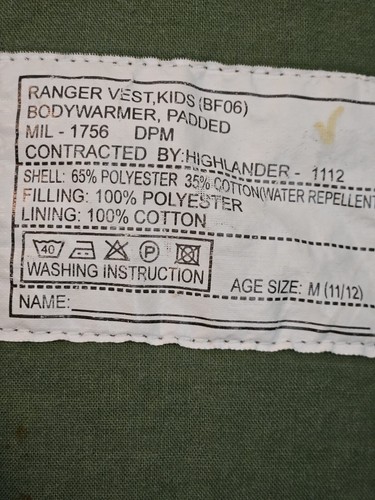 RANGER VEST,KIDS (BF06)
BODYWARMER, PADDED
MIL - 1756 DPM
CONTRACTED BY:HIGHLANDER - 1112
SHELL: 65% POLYESTER 35% COTTON(WATER REPELLENT
FILLING: 100% POLYESTER
LINING: 100% COTTON
40 P
WASHING INSTRUCTION
AGE SIZE: M (11/12)
NAME: